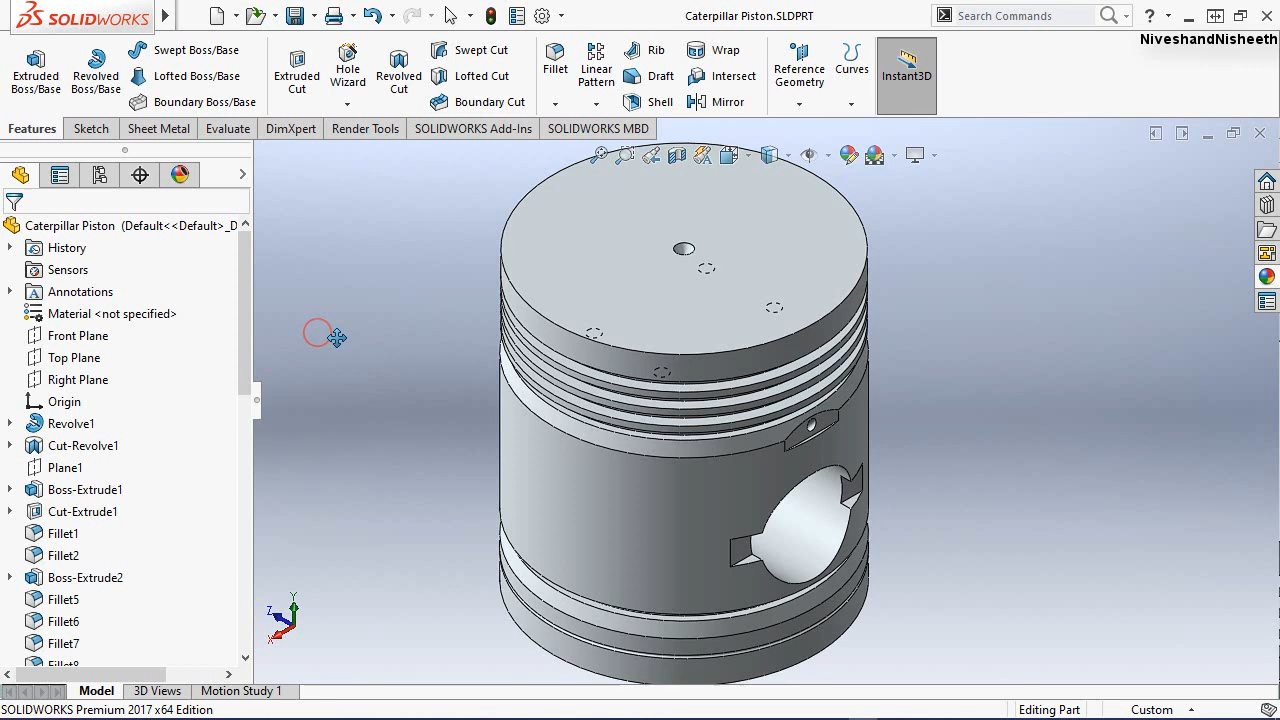 SOLIDWORKS
Caterpillar Piston.SLDPRT
Search Commands
?
NiveshandNisheeth
Extruded Boss/Base
Revolved Boss/Base
Swept Boss/Base
Lofted Boss/Base
Boundary Boss/Base
Extruded Cut
Hole Wizard
Revolved Cut
Swept Cut
Lofted Cut
Boundary Cut
Fillet
Linear Pattern
Rib
Draft
Shell
Wrap
Intersect
Mirror
Reference Geometry
Curves
Instant3D
Features
Sketch
Sheet Metal
Evaluate
DimXpert
Render Tools
SOLIDWORKS Add-Ins
SOLIDWORKS MBD
Caterpillar Piston (Default<<Default>_D
History
Sensors
Annotations
Material <not specified>
Front Plane
Top Plane
Right Plane
Origin
Revolve1
Cut-Revolve1
Plane1
Boss-Extrude1
Cut-Extrude1
Fillet1
Fillet2
Boss-Extrude2
Fillet5
Fillet6
Fillet7
Fillet8
Y
Z
X
Model
3D Views
Motion Study 1
SOLIDWORKS Premium 2017 x64 Edition
Editing Part
Custom